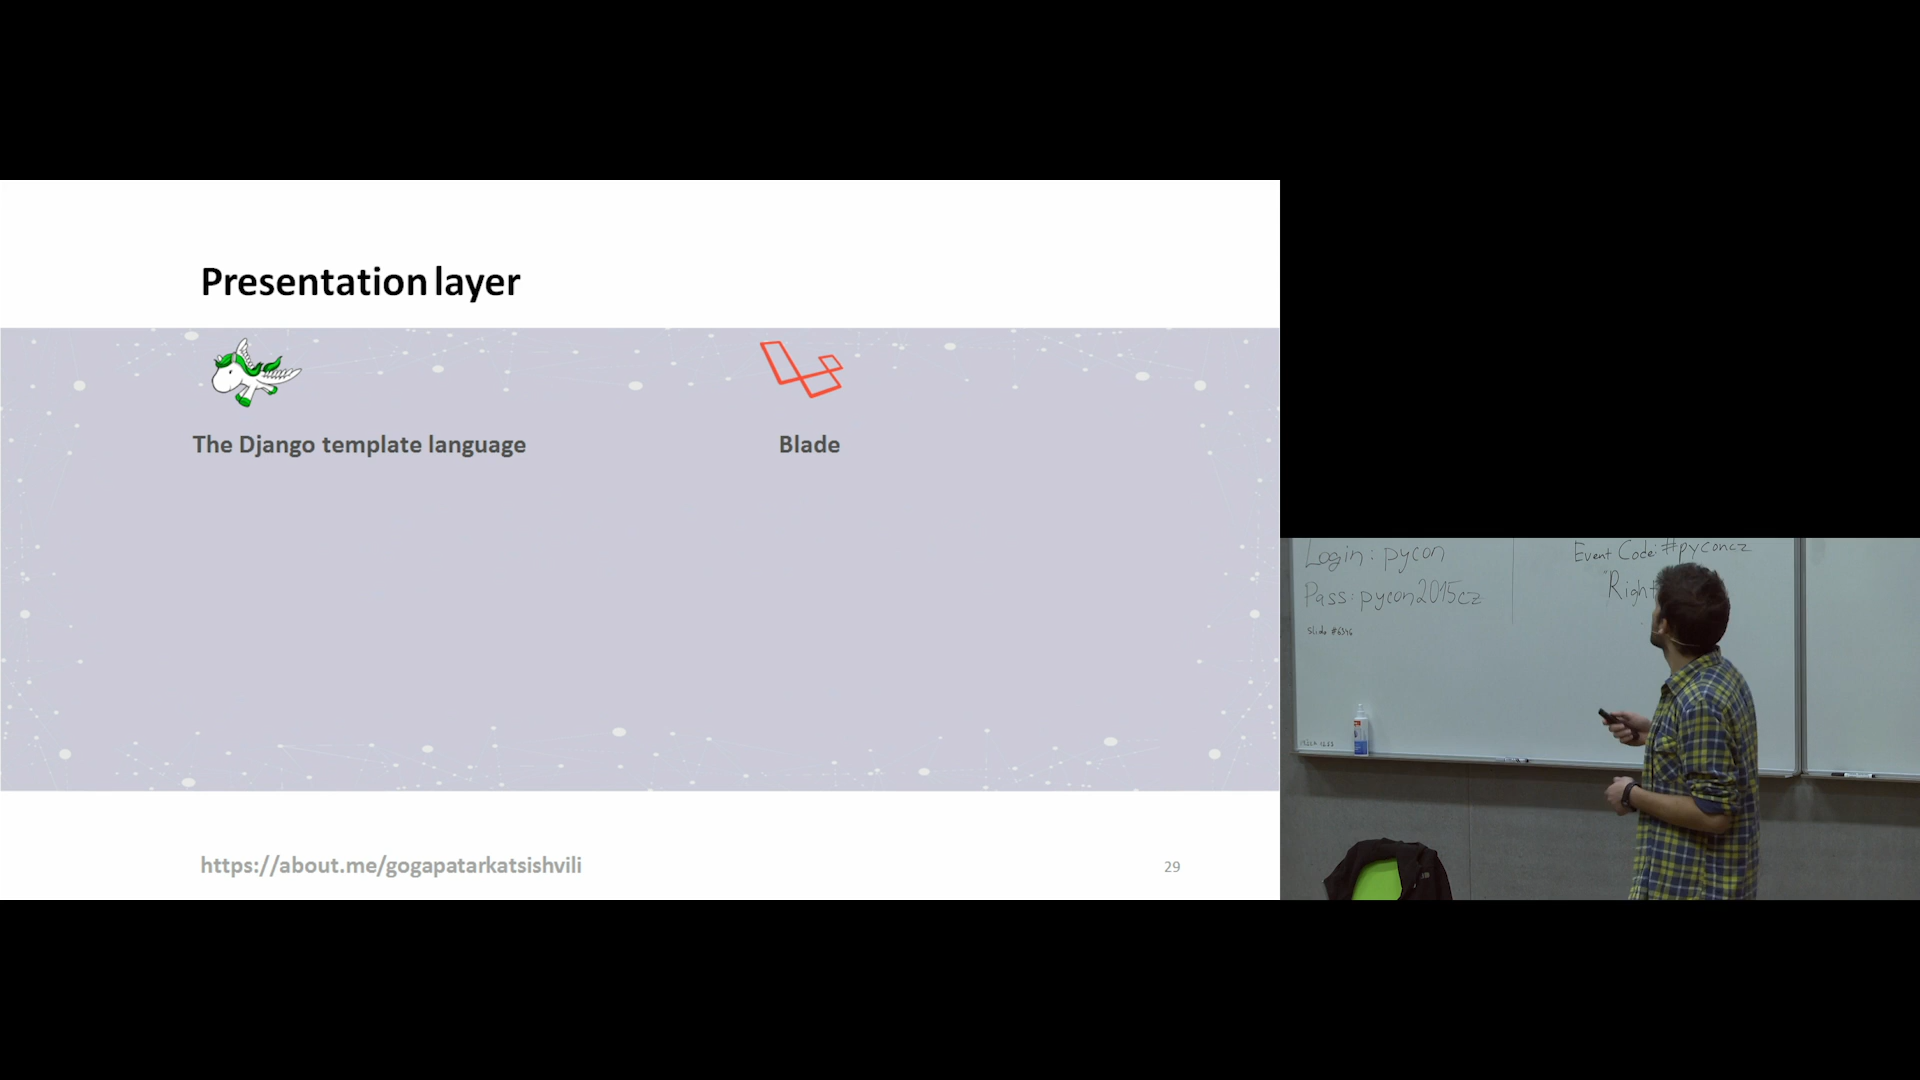 Presentation layer
The Django template language
Blade
https://about.me/gogapatarkatsishvili
29
Login: pycon
Pass: pycon2015cz
Event Code: #pyconcz
"Right